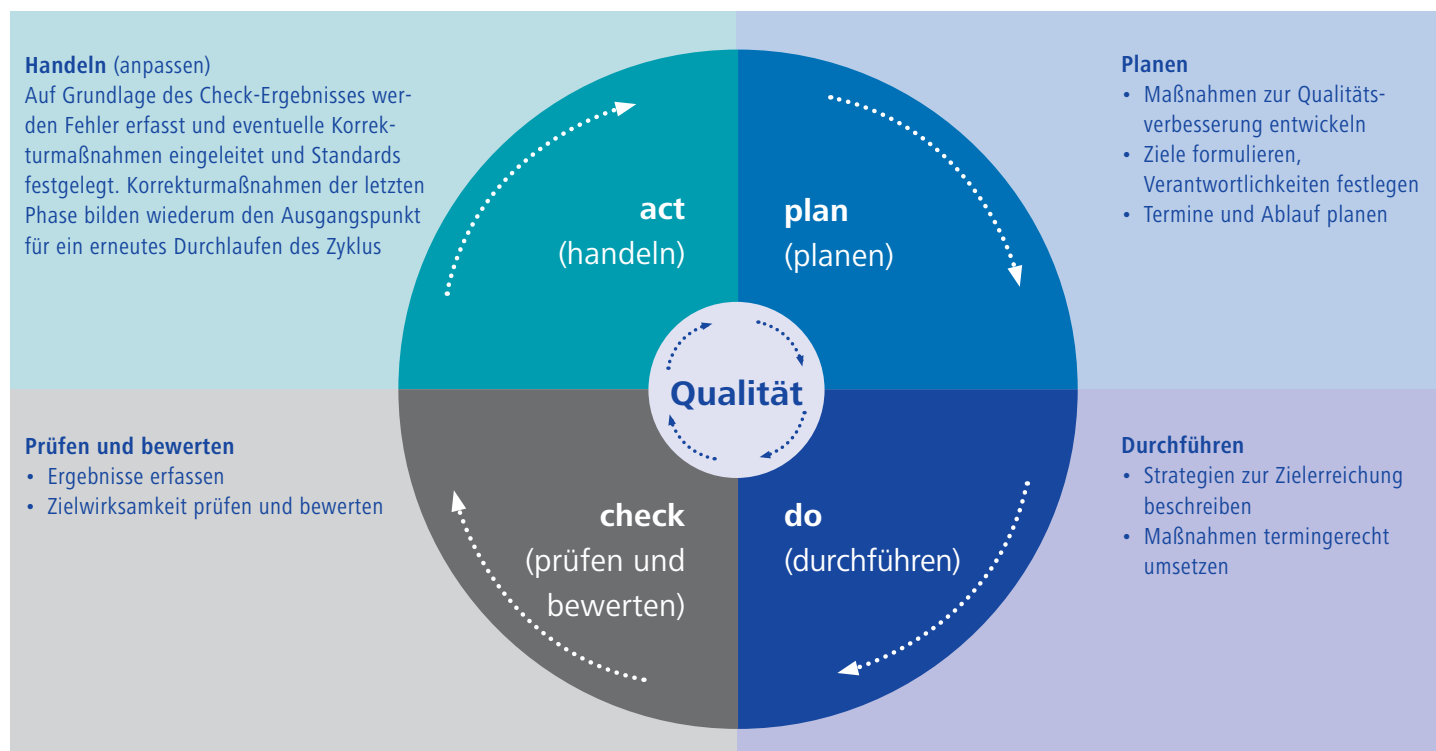 Handeln (anpassen)
Auf Grundlage des Check-Ergebnisses wer-
den Fehler erfasst und eventuelle Korrek-
turmaßnahmen eingeleitet und Standards
festgelegt. Korrekturmaßnahmen der letzten
Phase bilden wiederum den Ausgangspunkt
für ein erneutes Durchlaufen des Zyklus
act
(handeln)
plan
(planen)
Planen
• Maßnahmen zur Qualitäts-
verbesserung entwickeln
• Ziele formulieren,
Verantwortlichkeiten festlegen
• Termine und Ablauf planen
Qualität
Prüfen und bewerten
• Ergebnisse erfassen
• Zielwirksamkeit prüfen und bewerten
check
(prüfen und
bewerten)
do
(durchführen)
Durchführen
• Strategien zur Zielerreichung
beschreiben
• Maßnahmen termingerecht
umsetzen